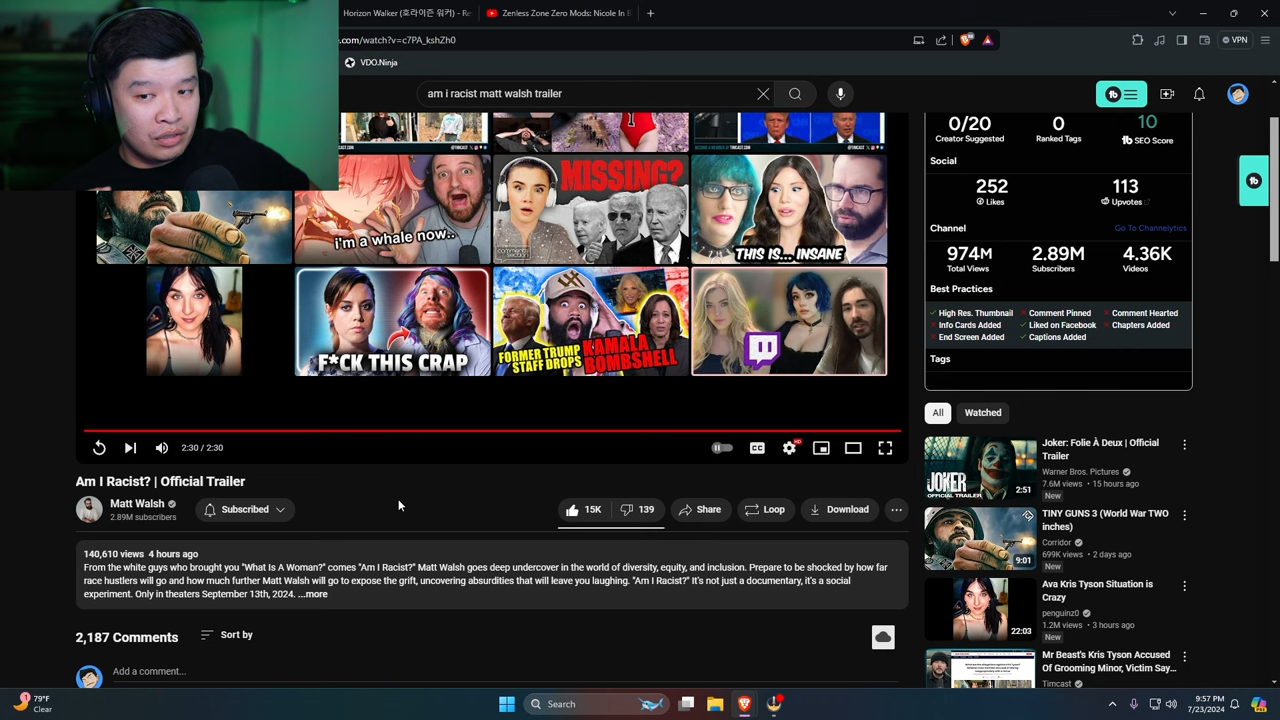 Horizon Walker (호라이즌 워커) - Re
Zenless Zone Zero Mods: Nicole In B
e.com/watch?v=c7PA_kshZh0
VPN
VDO.Ninja
am i racist matt walsh trailer
MISSING?
i'm a whale now..
THIS IS... INSANE
F*CK THIS CRAP
FORMER TRUMP
STAFF DROPS
KAMALA
BOMBSHELL
2:30 / 2:30
Am I Racist? | Official Trailer
Matt Walsh
2.89M subscribers
Subscribed
15K
139
Share
Loop
Download
140,610 views 4 hours ago
From the white guys who brought you "What Is A Woman?" comes "Am I Racist?" Matt Walsh goes deep undercover in the world of diversity, equity, and inclusion. Prepare to be shocked by how far
race hustlers will go and how much further Matt Walsh will go to expose the grift, uncovering absurdities that will leave you laughing. "Am I Racist?" It's not just a documentary, it's a social
experiment. Only in theaters September 13th, 2024. ...more
2,187 Comments
Sort by
Add a comment...
0/20
0
10
Creator Suggested
Ranked Tags
SEO Score
Social
252
113
Likes
Upvotes
Channel
Go To Channelytics
974M
2.89M
4.36K
Total Views
Subscribers
Videos
Best Practices
High Res. Thumbnail
Comment Pinned
Comment Hearted
Info Cards Added
Liked on Facebook
Chapters Added
End Screen Added
Captions Added
Tags
All
Watched
JOKER
OFFICIAL TRAILER
2:51
Joker: Folie À Deux | Official
Trailer
Warner Bros. Pictures
7.6M views • 15 hours ago
New
9:01
TINY GUNS 3 (World War TWO
inches)
Corridor
699K views • 2 days ago
New
22:03
Ava Kris Tyson Situation is
Crazy
penguinz0
1.2M views • 3 hours ago
New
Mr Beast's Kris Tyson Accused
Of Grooming Minor, Victim Say...
Timcast
79°F
Clear
Search
9:57 PM
7/23/2024